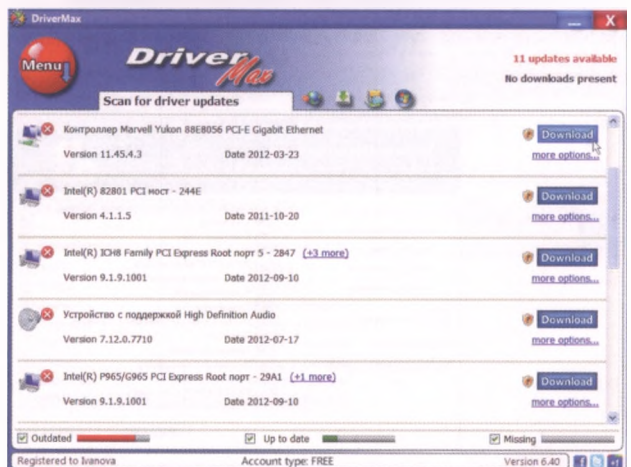 DriverMax
Menu
Driver Max
11 updates available
No downloads present
Scan for driver updates
Контроллер Marvell Yukon 88E8056 PCI-E Gigabit Ethernet
Download
Version 11.45.4.3 Date 2012-03-23
more options...
Intel(R) 82801 PCI мост - 244E
Download
Version 4.1.1.5 Date 2011-10-20
more options...
Intel(R) ICH8 Family PCI Express Root порт 5 - 2847 (+3 more)
Download
Version 9.1.9.1001 Date 2012-09-10
more options...
Устройство с поддержкой High Definition Audio
Download
Version 7.12.0.7710 Date 2012-07-17
more options...
Intel(R) P965/G965 PCI Express Root порт - 29A1 (+1 more)
Download
Version 9.1.9.1001 Date 2012-09-10
more options...
Outdated Up to date Missing
Registered to Ivanova Account type: FREE Version 6.40